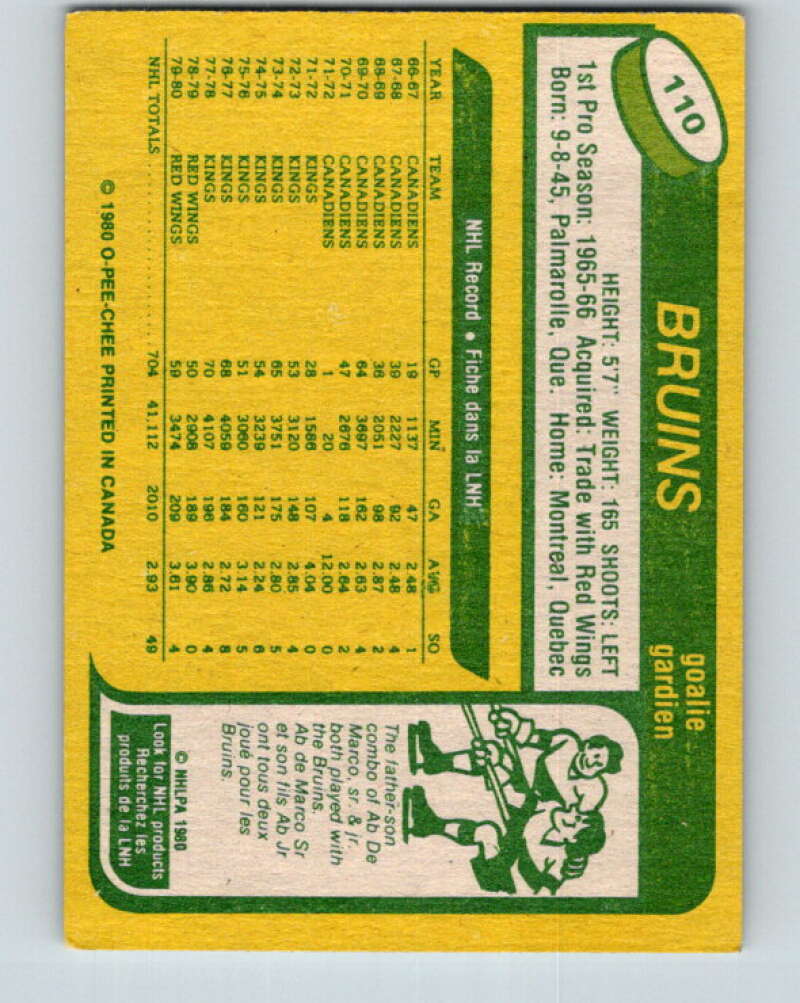 110
BRUINS
goalie
gardien
HEIGHT: 5'7" WEIGHT: 165 SHOOTS: LEFT
1st Pro Season: 1965-66 Acquired: Trade with Red Wings
Born: 9-8-45, Palmarolle, Que. Home: Montreal, Quebec
NHL Record • Fiche dans la LNH
YEAR TEAM GP MIN GA AVG SO
66-67 CANADIENS 19 1137 47 2.48 1
67-68 CANADIENS 39 2227 92 2.48 4
68-69 CANADIENS 36 2051 98 2.87 2
69-70 CANADIENS 64 3697 162 2.63 4
70-71 CANADIENS 47 2676 118 2.64 2
71-72 CANADIENS 1 20 4 12.00 0
71-72 KINGS 28 1586 107 4.04 0
72-73 KINGS 53 3120 148 2.85 4
73-74 KINGS 65 3751 175 2.80 5
74-75 KINGS 54 3239 121 2.24 6
75-76 KINGS 51 3060 160 3.14 5
76-77 KINGS 68 4059 184 2.72 8
77-78 KINGS 70 4107 196 2.86 4
78-79 RED WINGS 50 2908 189 3.90 0
79-80 RED WINGS 59 3474 209 3.61 4
NHL TOTALS 704 41,112 2010 2.93 49
© 1980 O-PEE-CHEE PRINTED IN CANADA
The father-son
combo of Ab De
Marco, sr. & jr.
both played with
the Bruins.
Ab de Marco Sr
et son fils Ab Jr
ont tous deux
joué pour les
Bruins.
© NHLPA 1980
Look for NHL products
Recherchez les
produits de la LNH